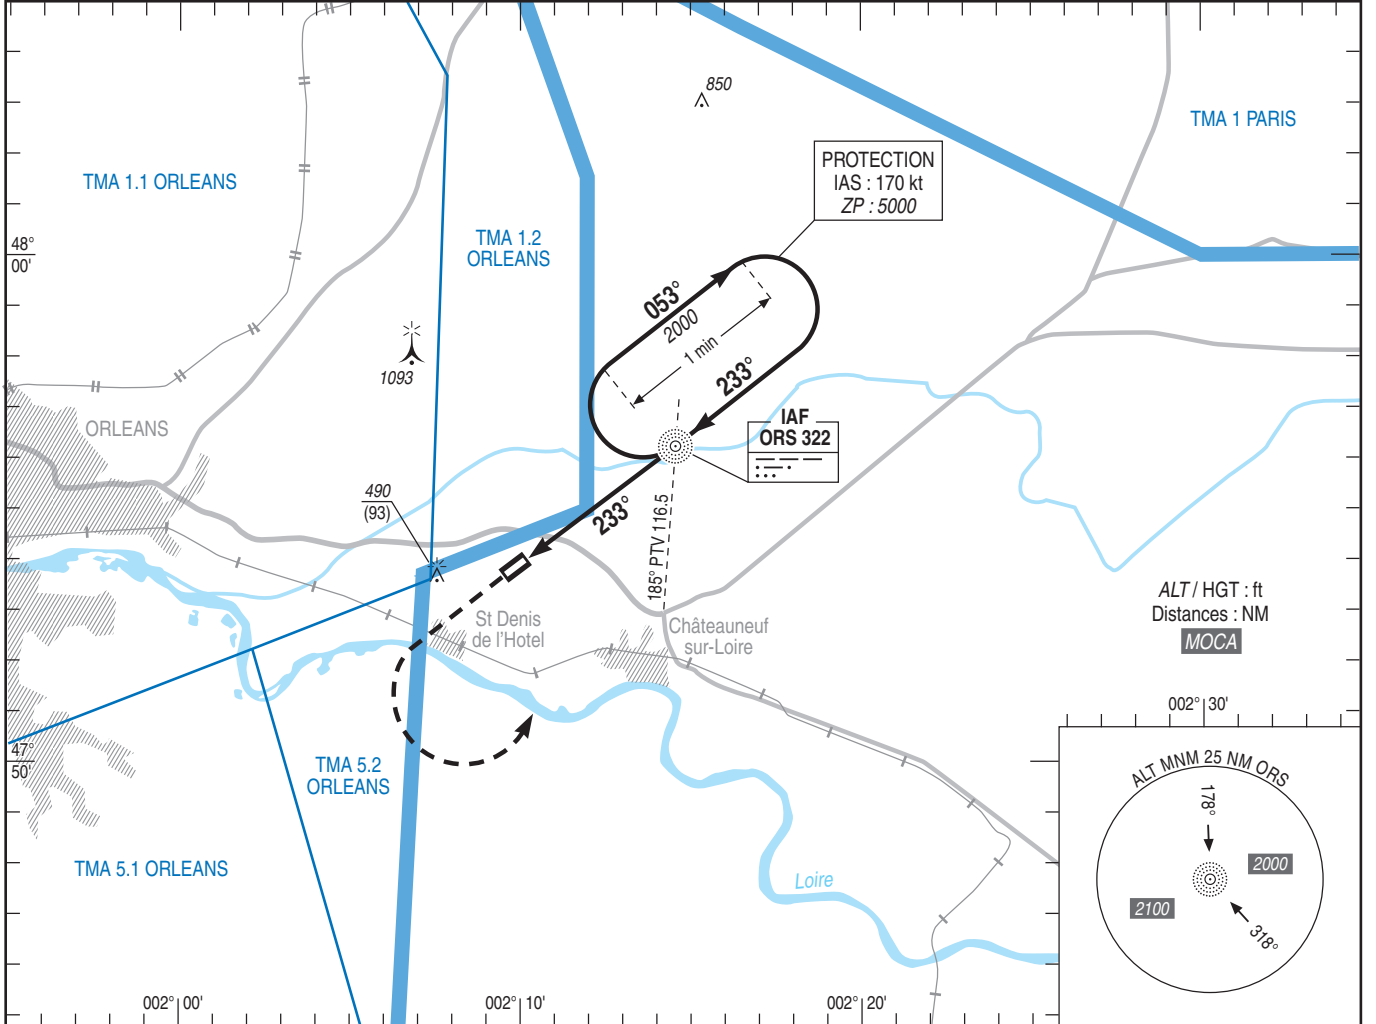 850
TMA 1 PARIS
PROTECTION
IAS : 170 kt
ZP : 5000
TMA 1.1 ORLEANS
TMA 1.2
ORLEANS
48°
00'
053°
2000
1 min
233°
1093
ORLEANS
IAF
ORS 322
490
(93)
233°
185° PTV 116.5
ALT / HGT : ft
Distances : NM
MOCA
St Denis
de l'Hotel
Châteauneuf
sur-Loire
002° 30'
47°
50'
TMA 5.2
ORLEANS
ALT MNM 25 NM ORS
178°
2000
2100
318°
TMA 5.1 ORLEANS
Loire
002° 00'
002° 10'
002° 20'